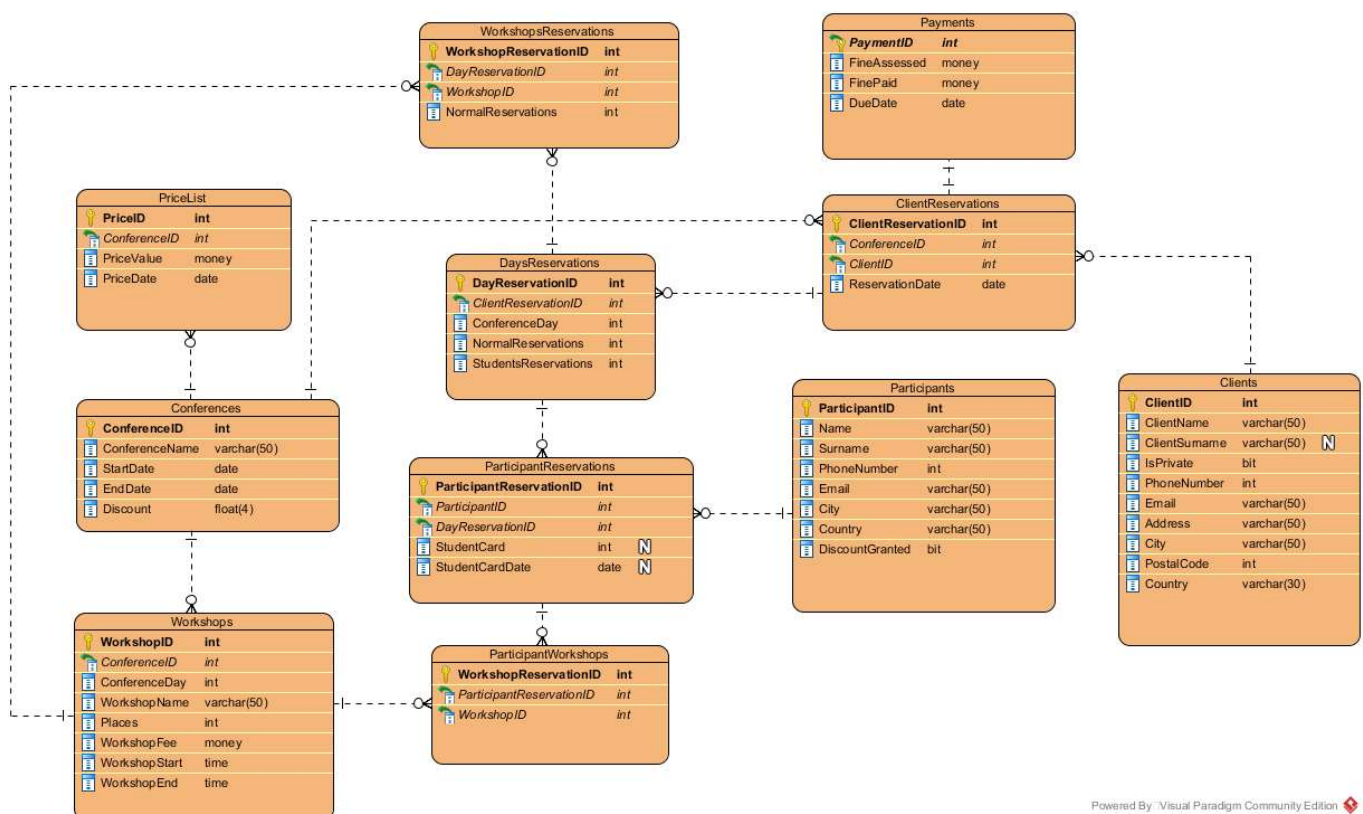 WorkshopsReservations
WorkshopReservationID int
DayReservationID int
WorkshopID int
NormalReservations int
Payments
PaymentID int
FineAssessed money
FinePaid money
DueDate date
PriceList
PriceID int
ConferenceID int
PriceValue money
PriceDate date
ClientReservations
ClientReservationID int
ConferenceID int
ClientID int
ReservationDate date
DaysReservations
DayReservationID int
ClientReservationID int
ConferenceDay int
NormalReservations int
StudentsReservations int
Conferences
ConferenceID int
ConferenceName varchar(50)
StartDate date
EndDate date
Discount float(4)
Participants
ParticipantID int
Name varchar(50)
Surname varchar(50)
PhoneNumber int
Email varchar(50)
City varchar(50)
Country varchar(50)
DiscountGranted bit
Clients
ClientID int
ClientName varchar(50)
ClientSurname varchar(50) N
IsPrivate bit
PhoneNumber int
Email varchar(50)
Address varchar(50)
City varchar(50)
PostalCode int
Country varchar(30)
ParticipantReservations
ParticipantReservationID int
ParticipantID int
DayReservationID int
StudentCard int N
StudentCardDate date N
Workshops
WorkshopID int
ConferenceID int
ConferenceDay int
WorkshopName varchar(50)
Places int
WorkshopFee money
WorkshopStart time
WorkshopEnd time
ParticipantWorkshops
WorkshopReservationID int
ParticipantReservationID int
WorkshopID int
Powered By Visual Paradigm Community Edition